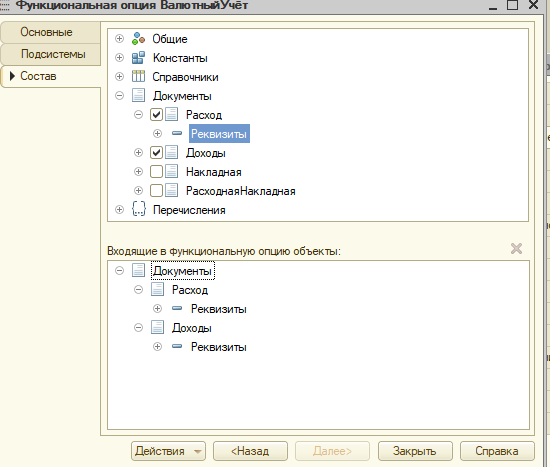 Функциональная опция ВалютныйУчёт
Основные
Подсистемы
Состав
Общие
Константы
Справочники
Документы
Расход
Реквизиты
Доходы
Накладная
РасходнаяНакладная
Перечисления
Входящие в функциональную опцию объекты:
Документы
Расход
Реквизиты
Доходы
Реквизиты
Действия
<Назад
Далее>
Закрыть
Справка